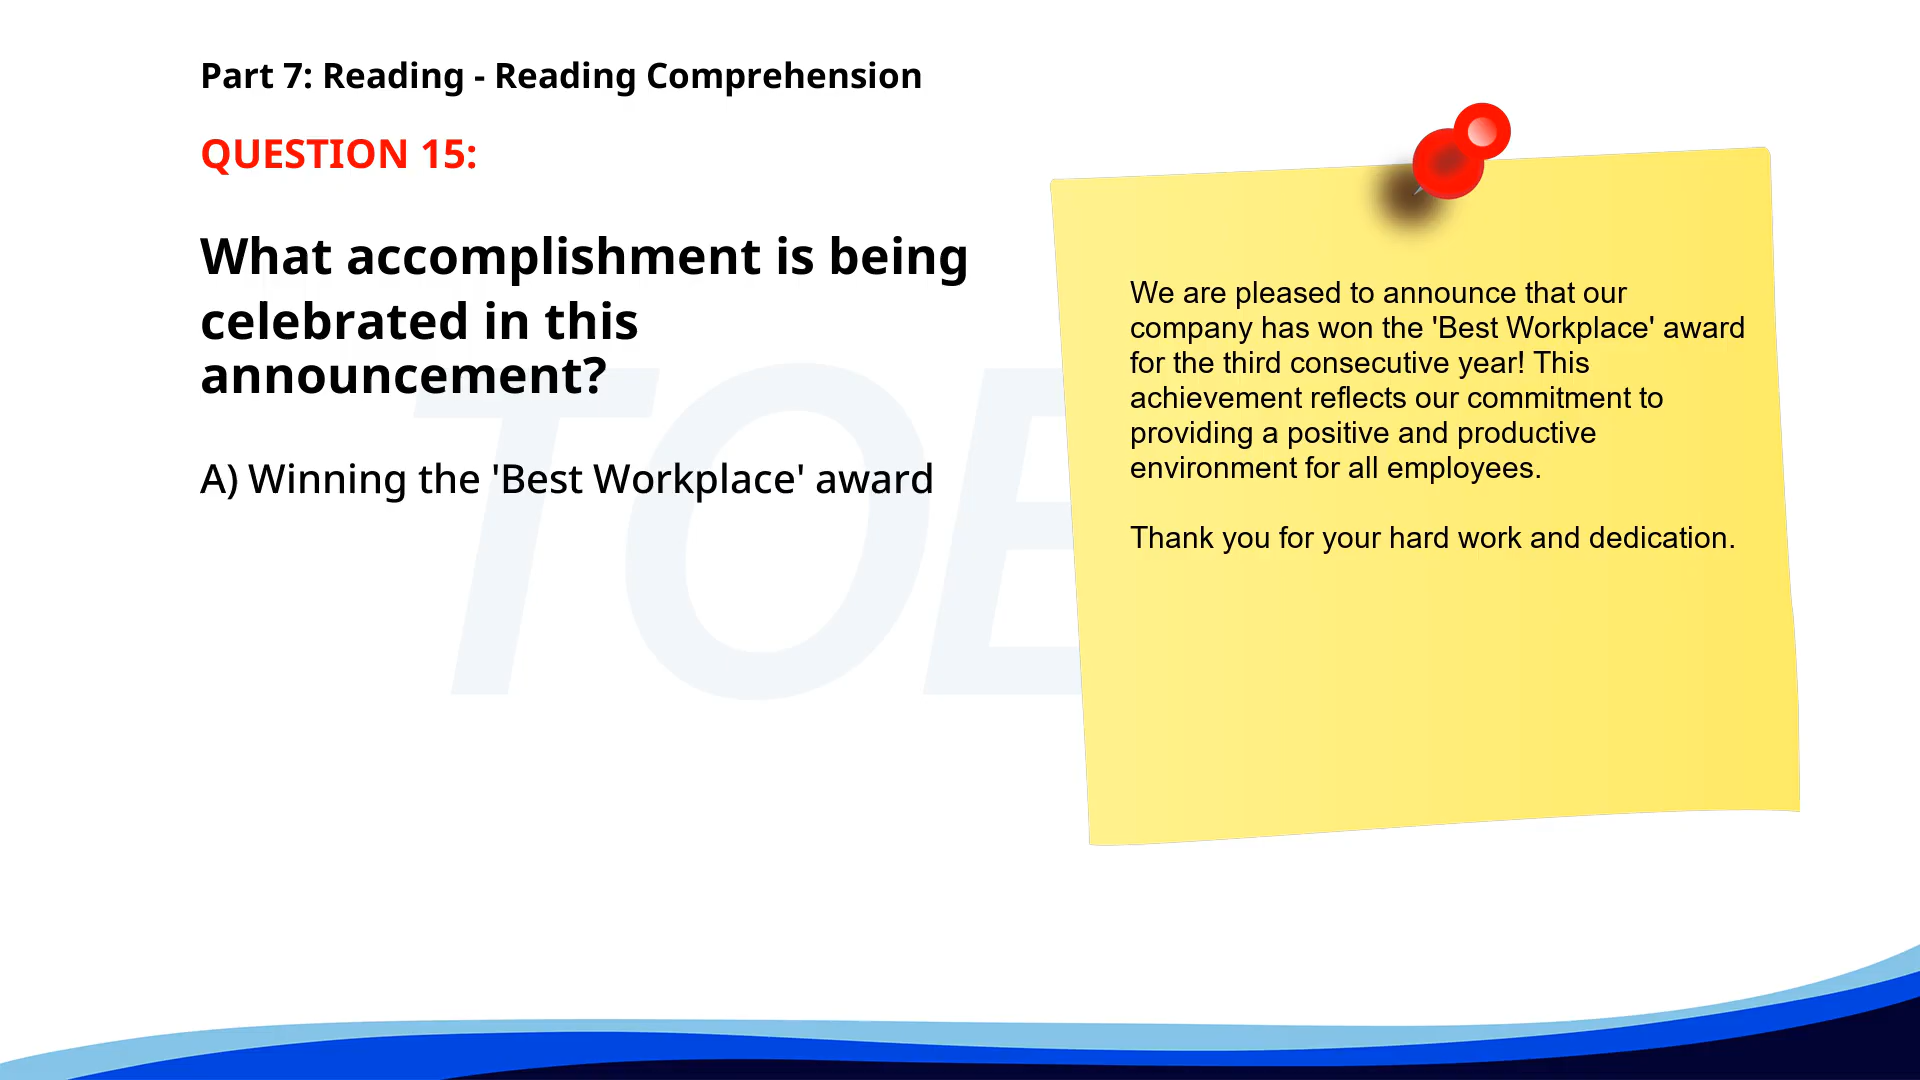 Part 7: Reading - Reading Comprehension
QUESTION 15:
What accomplishment is being
celebrated in this
announcement?
A) Winning the 'Best Workplace' award
We are pleased to announce that our
company has won the 'Best Workplace' award
for the third consecutive year! This
achievement reflects our commitment to
providing a positive and productive
environment for all employees.
Thank you for your hard work and dedication.
TOE